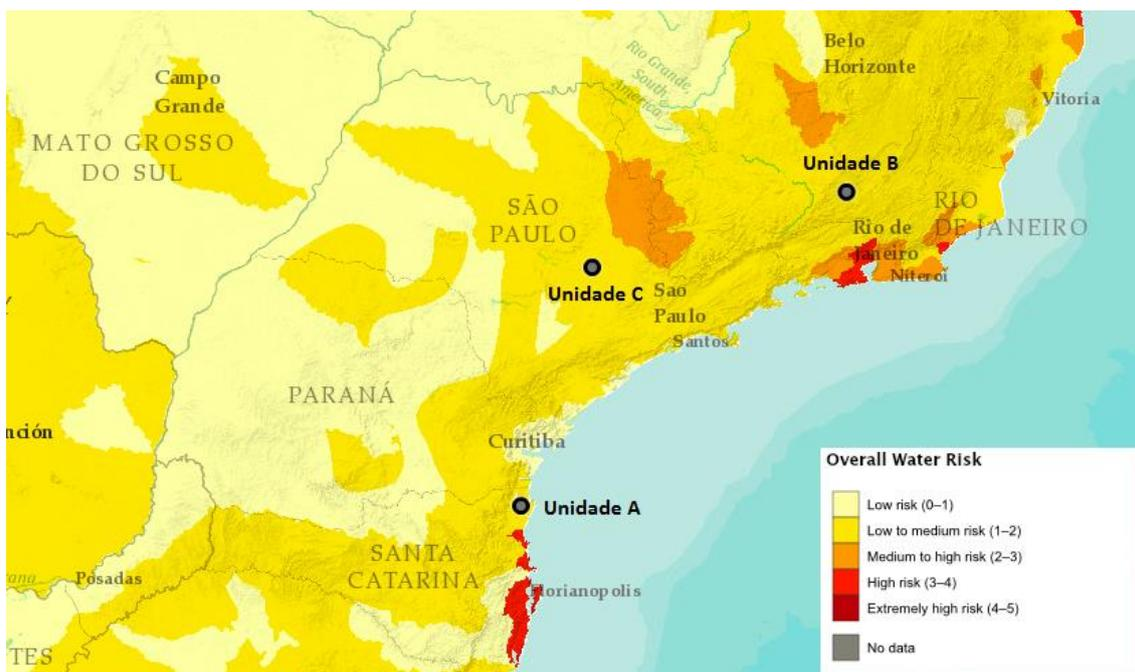 Campo
Grande
MATO GROSSO
DO SUL
Rio Grande,
South
America
Belo
Horizonte
Vitoria
Unidade B
SÃO
PAULO
RIO
DE JANEIRO
Rio de
Janeiro
Niteroí
Unidade C
Sao
Paulo
Santos
PARANÁ
nción
Curitiba
Unidade A
SANTA
CATARINA
Posadas
Florianopolis
TES
Overall Water Risk
Low risk (0–1)
Low to medium risk (1–2)
Medium to high risk (2–3)
High risk (3–4)
Extremely high risk (4–5)
No data